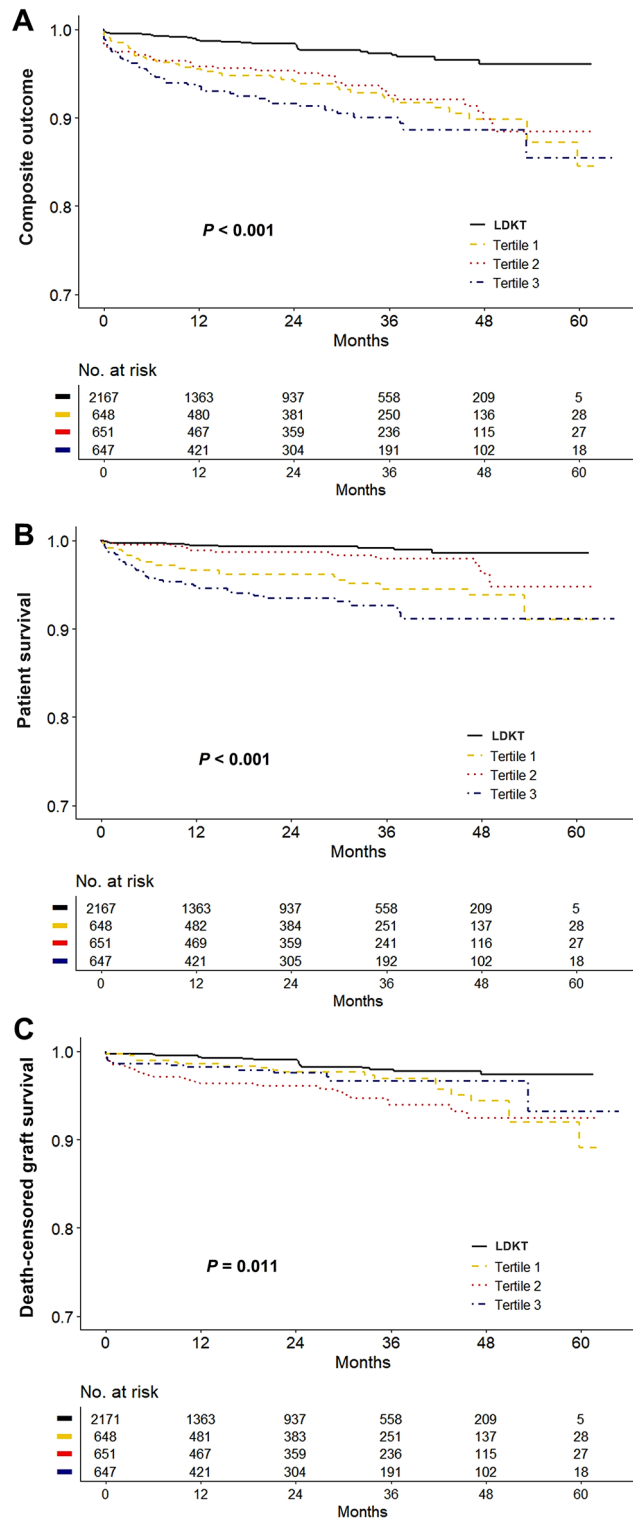 A
Composite outcome
1.0
0.9
0.8
0.7
P < 0.001
LDKT
Tertile 1
Tertile 2
Tertile 3
0 12 24 36 48 60
Months
No. at risk
2167 1363 937 558 209 5
648 480 381 250 136 28
651 467 359 236 115 27
647 421 304 191 102 18
0 12 24 36 48 60
Months
B
Patient survival
1.0
0.9
0.8
0.7
P < 0.001
LDKT
Tertile 1
Tertile 2
Tertile 3
0 12 24 36 48 60
Months
No. at risk
2167 1363 937 558 209 5
648 482 384 251 137 28
651 469 359 241 116 27
647 421 305 192 102 18
0 12 24 36 48 60
Months
C
Death-censored graft survival
1.0
0.9
0.8
0.7
P = 0.011
LDKT
Tertile 1
Tertile 2
Tertile 3
0 12 24 36 48 60
Months
No. at risk
2171 1363 937 558 209 5
648 481 383 251 137 28
651 467 359 236 115 27
647 421 304 191 102 18
0 12 24 36 48 60
Months